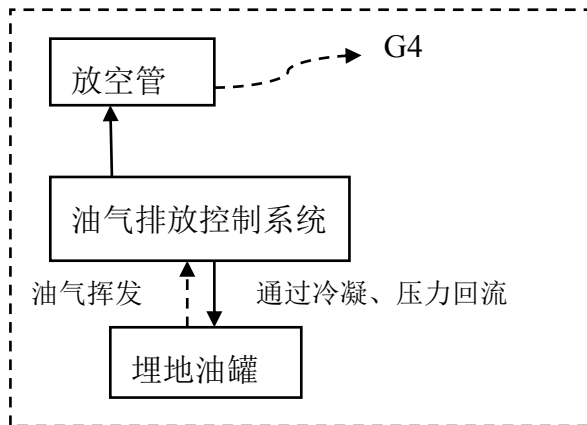 G4
放空管
油气排放控制系统
油气挥发
通过冷凝、压力回流
埋地油罐